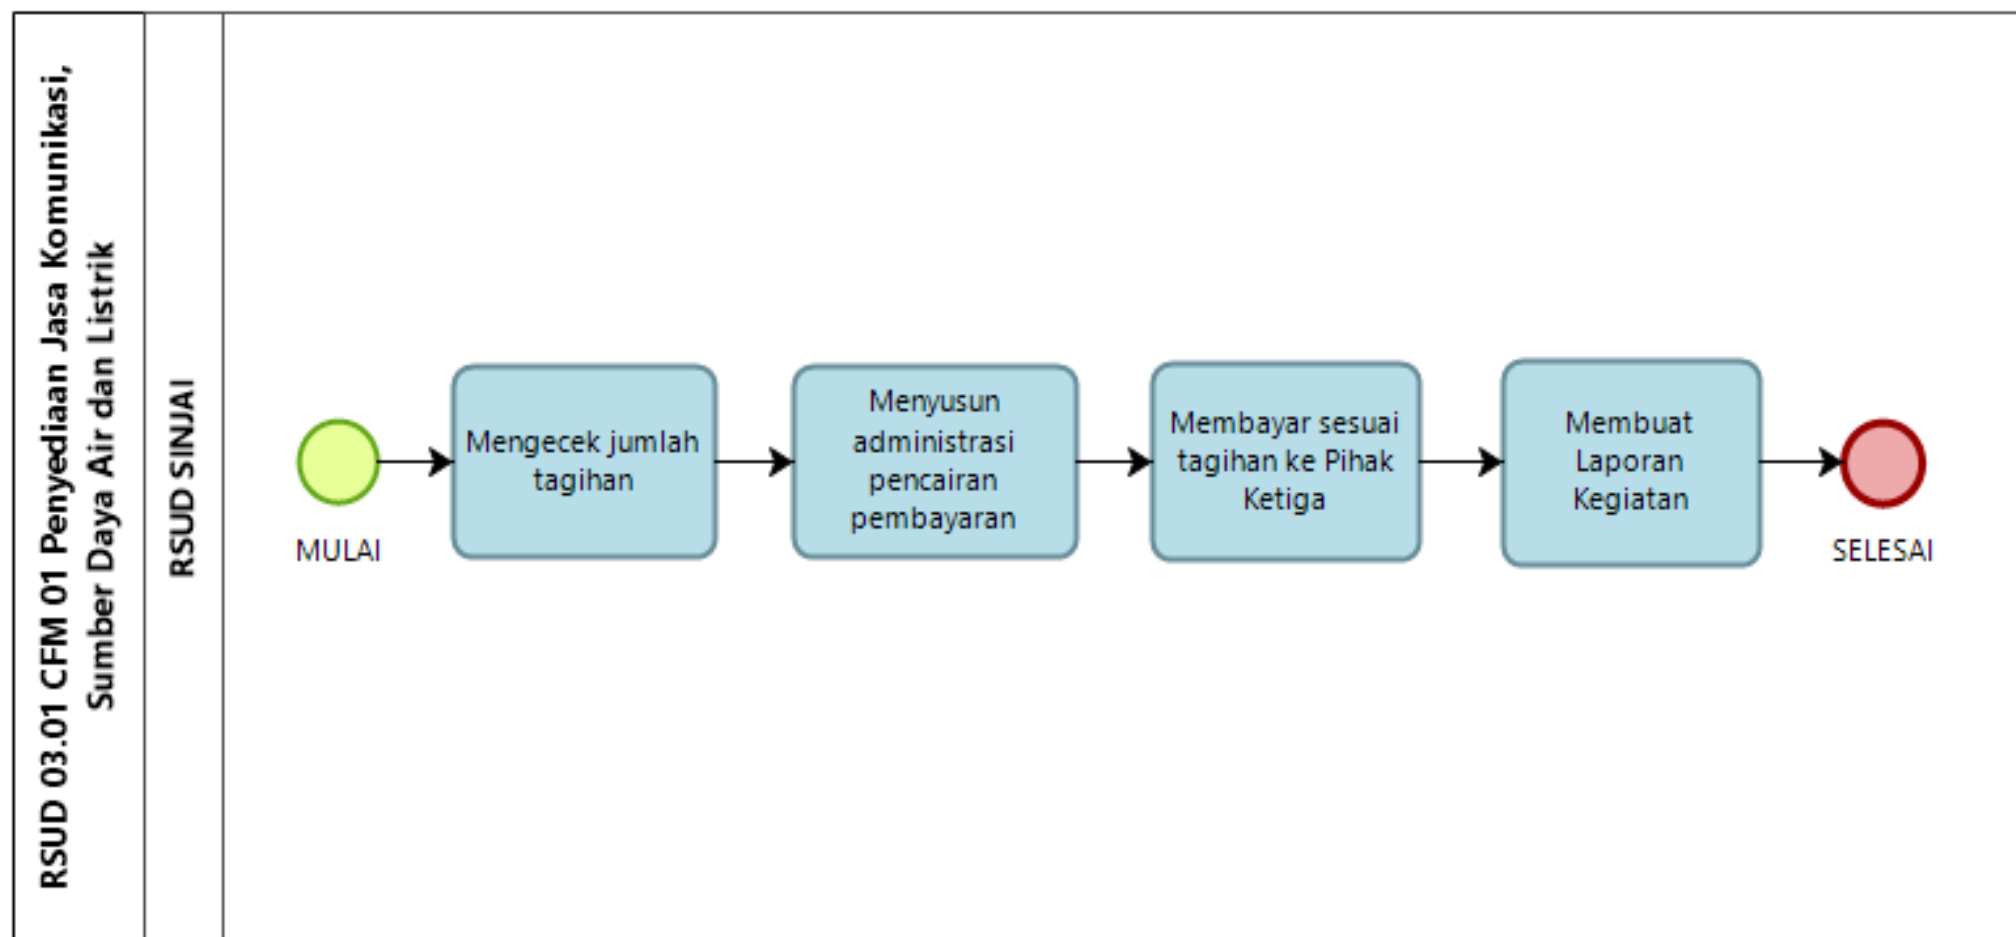 RSUD 03.01 CFM 01 Penyediaan Jasa Komunikasi,
Sumber Daya Air dan Listrik
RSUD SINJAI
MULAI
Mengecek jumlah
tagihan
Menyusun
administrasi
pencairan
pembayaran
Membayar sesuai
tagihan ke Pihak
Ketiga
Membuat
Laporan
Kegiatan
SELESAI